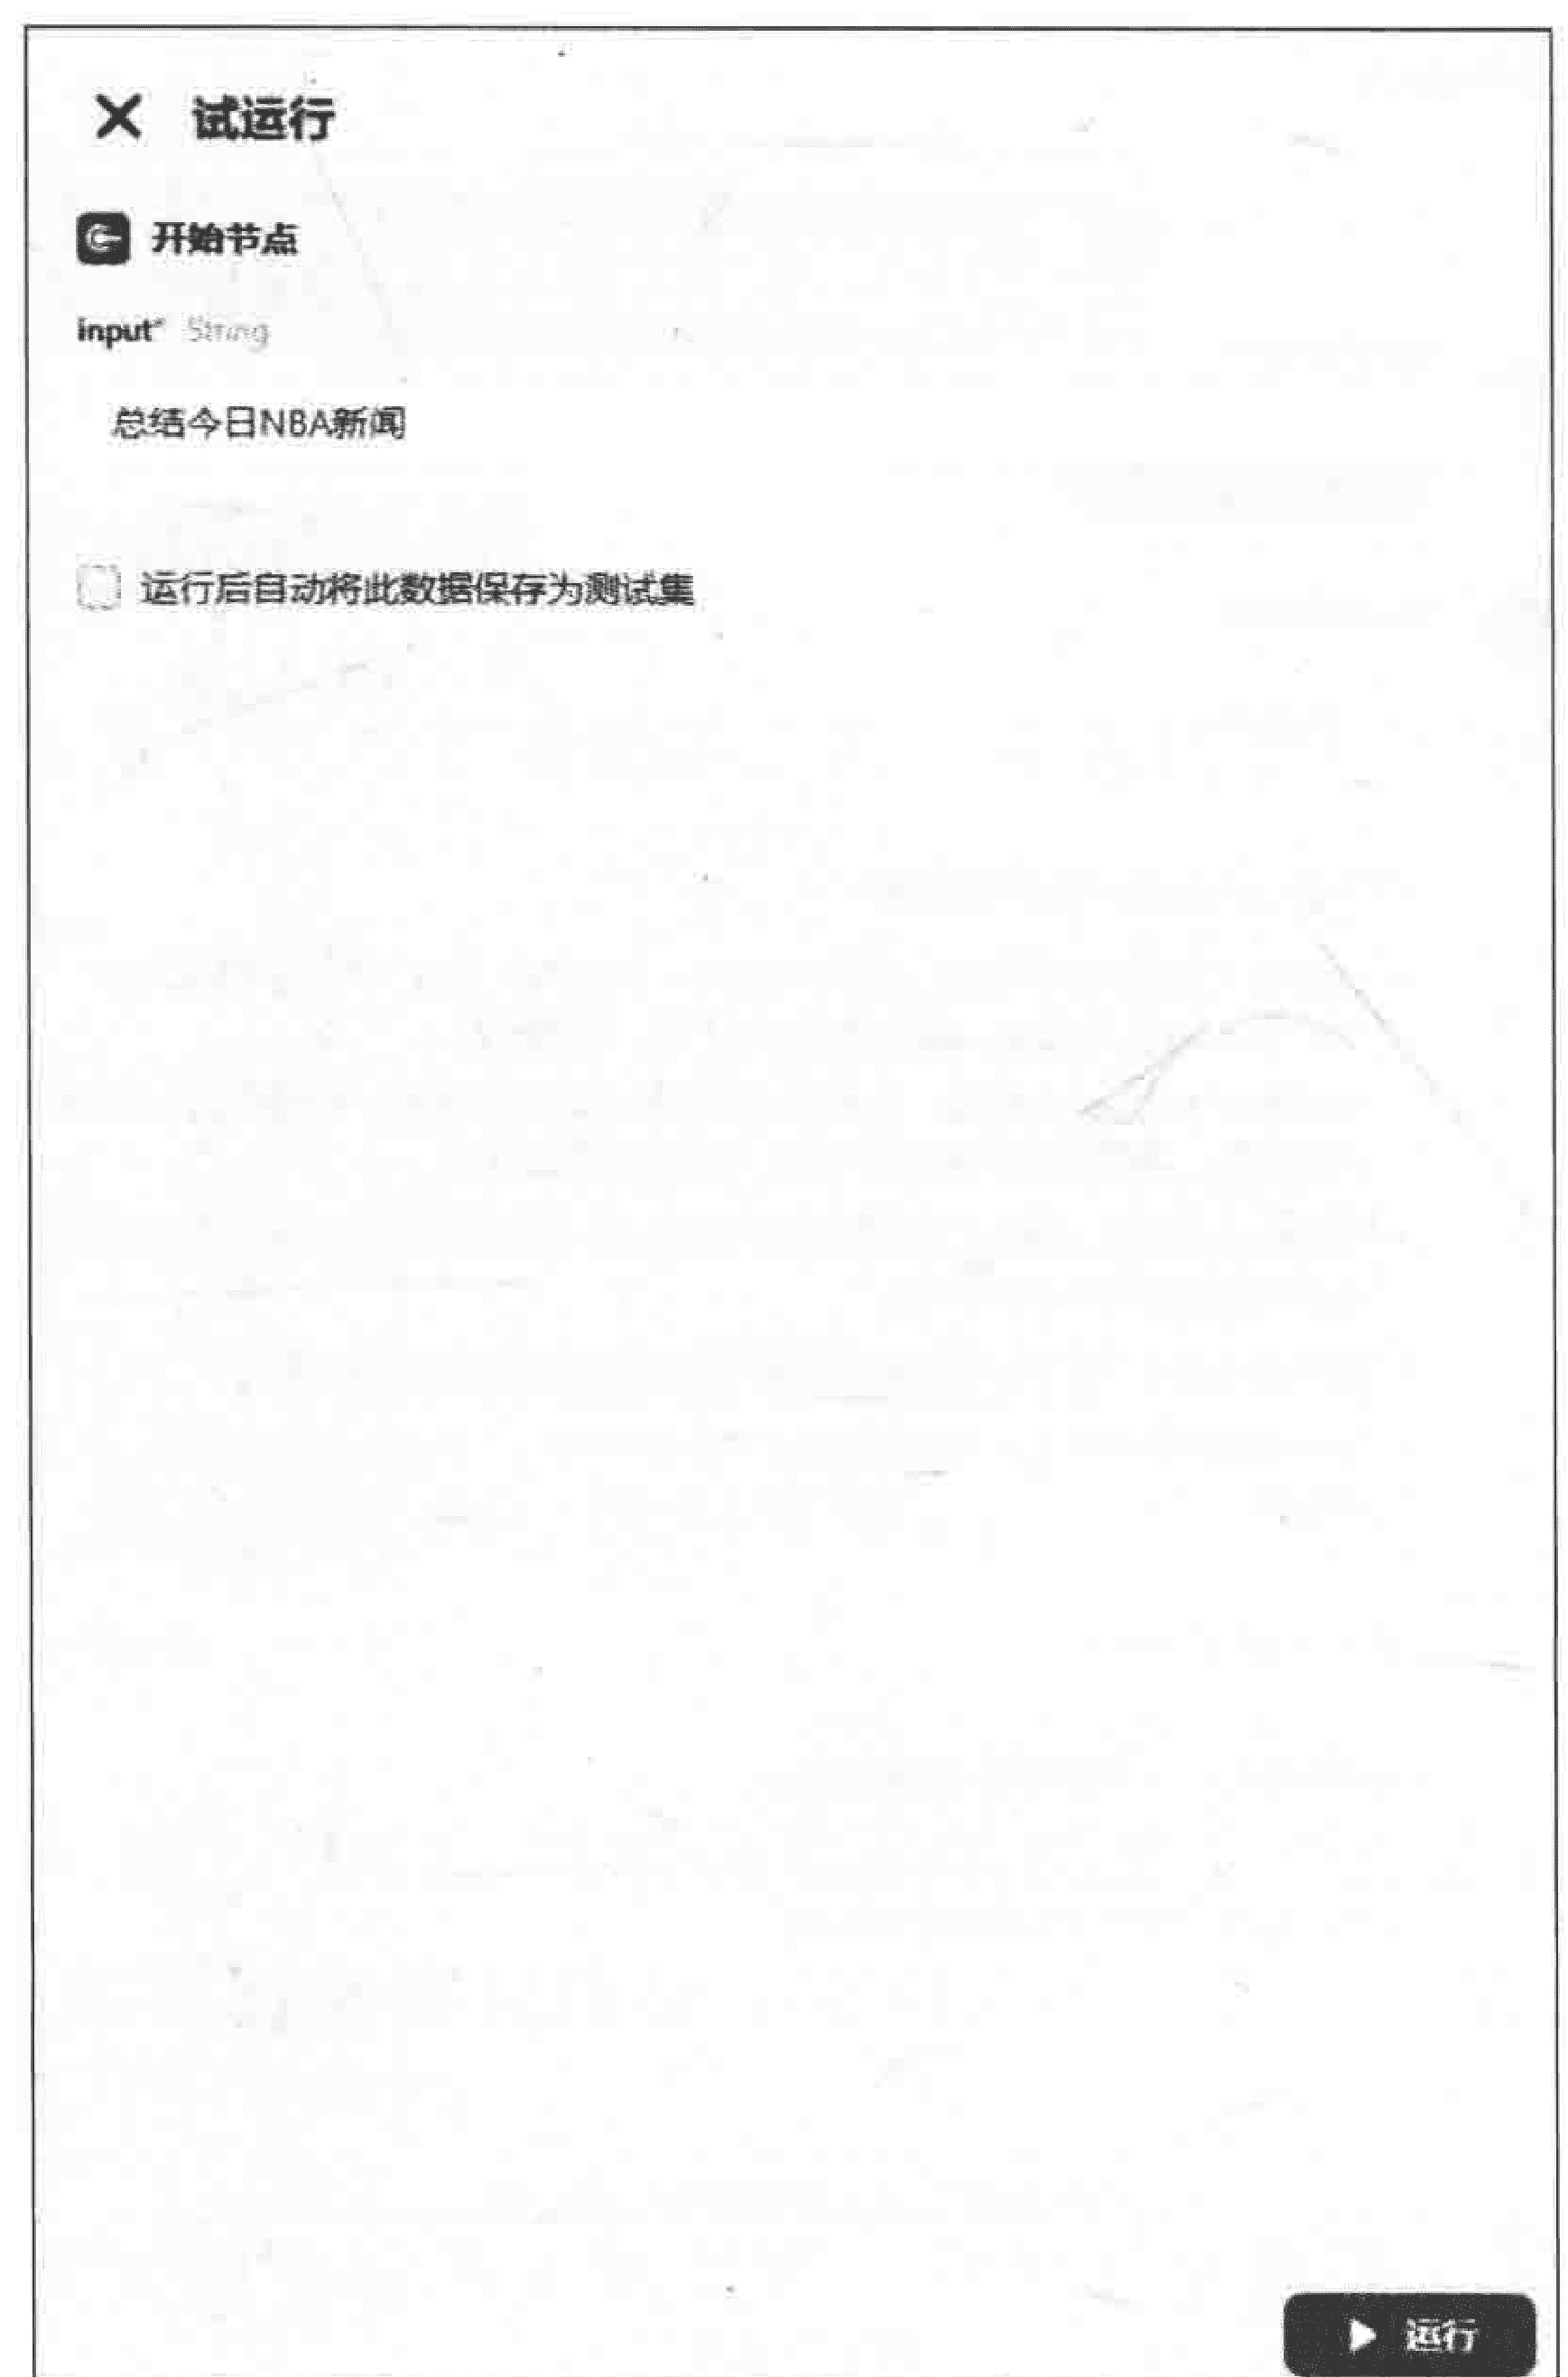 试运行
开始节点
input* String
总结今日NBA新闻
运行后自动将此数据保存为测试集
运行